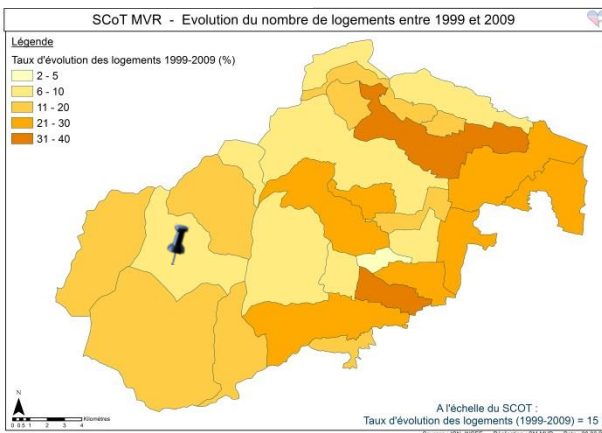 SCoT MVR - Evolution du nombre de logements entre 1999 et 2009
Légende
Taux d'évolution des logements 1999-2009 (%)
2 - 5
6 - 10
11 - 20
21 - 30
31 - 40
N
0 0.5 1 2 3 4 Kilomètres
A l'échelle du SCOT :
Taux d'évolution des logements (1999-2009) = 15